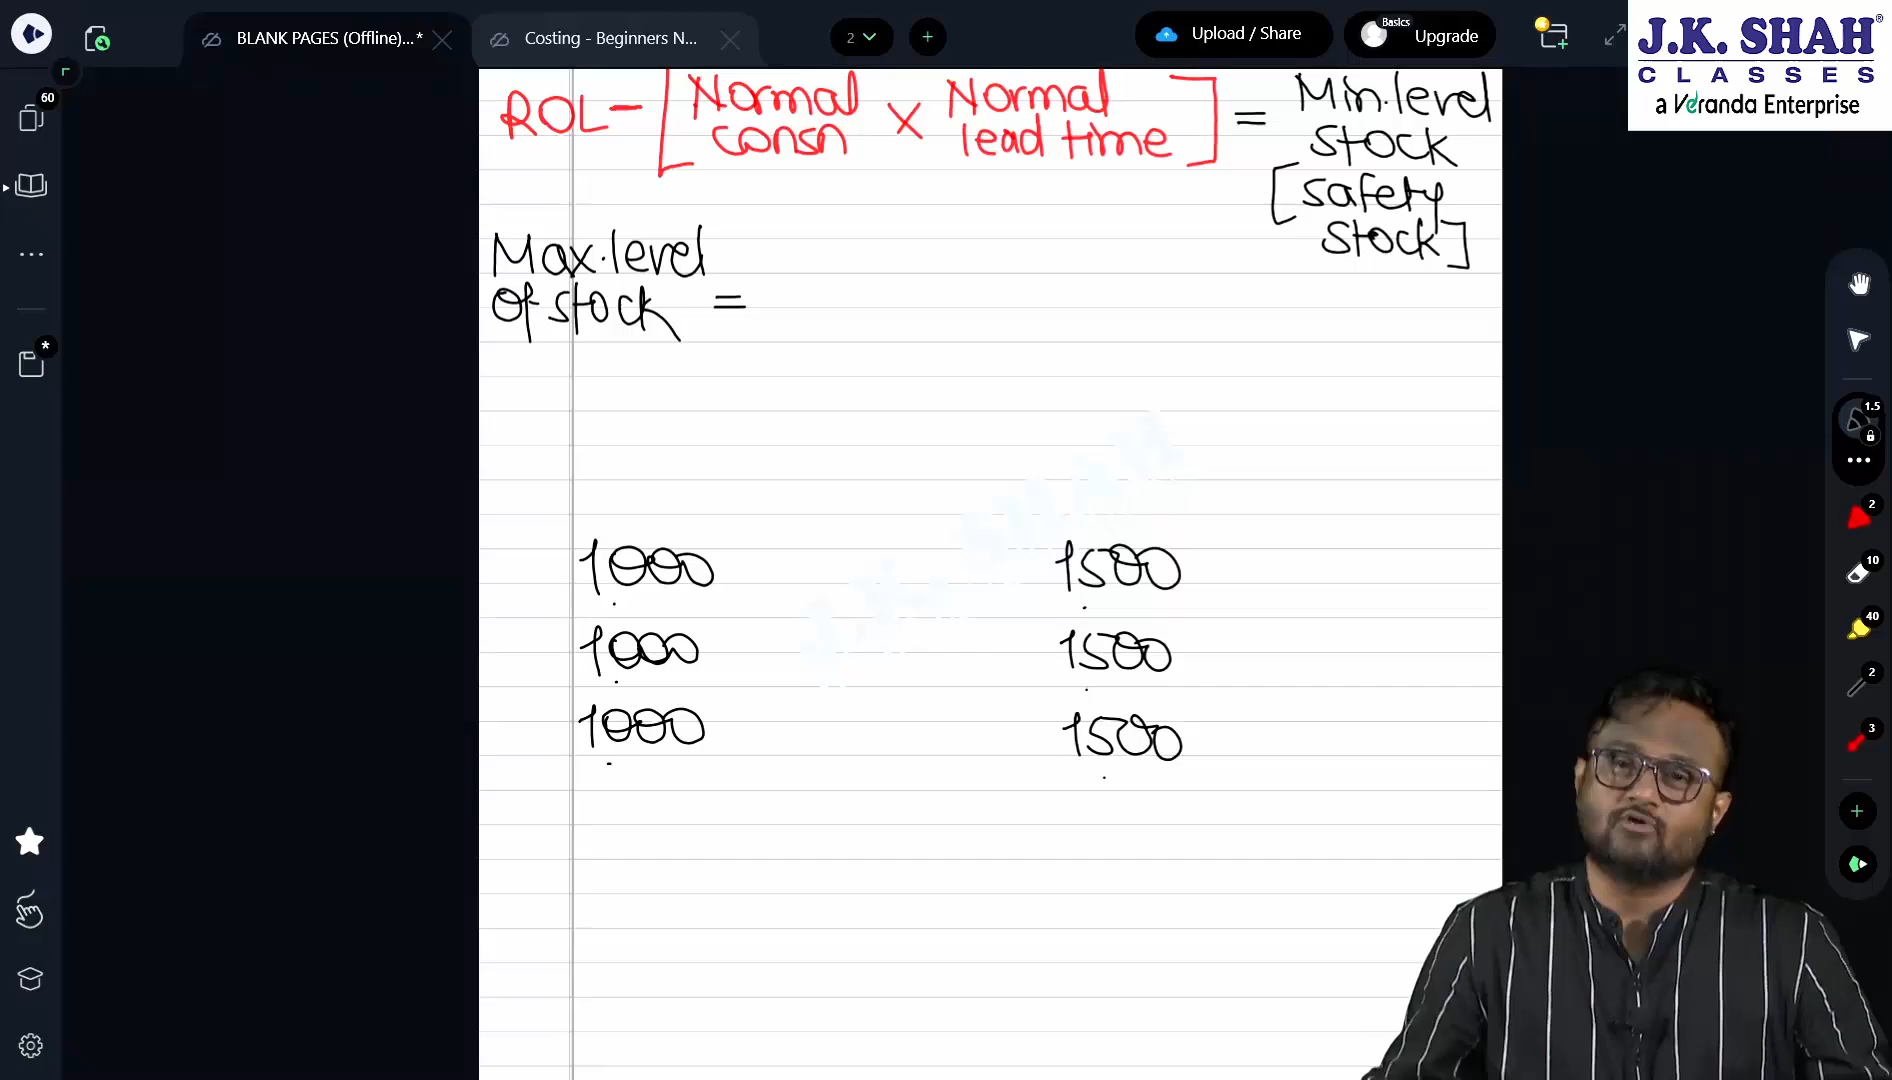 BLANK PAGES (Offline)...*
Costing - Beginners N...
2
Upload / Share
Basics
Upgrade
J.K. SHAH®
CLASSES
a Veranda Enterprise
60
ROL - [Normal consn × Normal lead time] = Min. level stock
[safety stock]
Max. level of stock =
J.K. SHAH
1000 1500
1000 1500
1000 1500
1.5
2
10
40
2
3